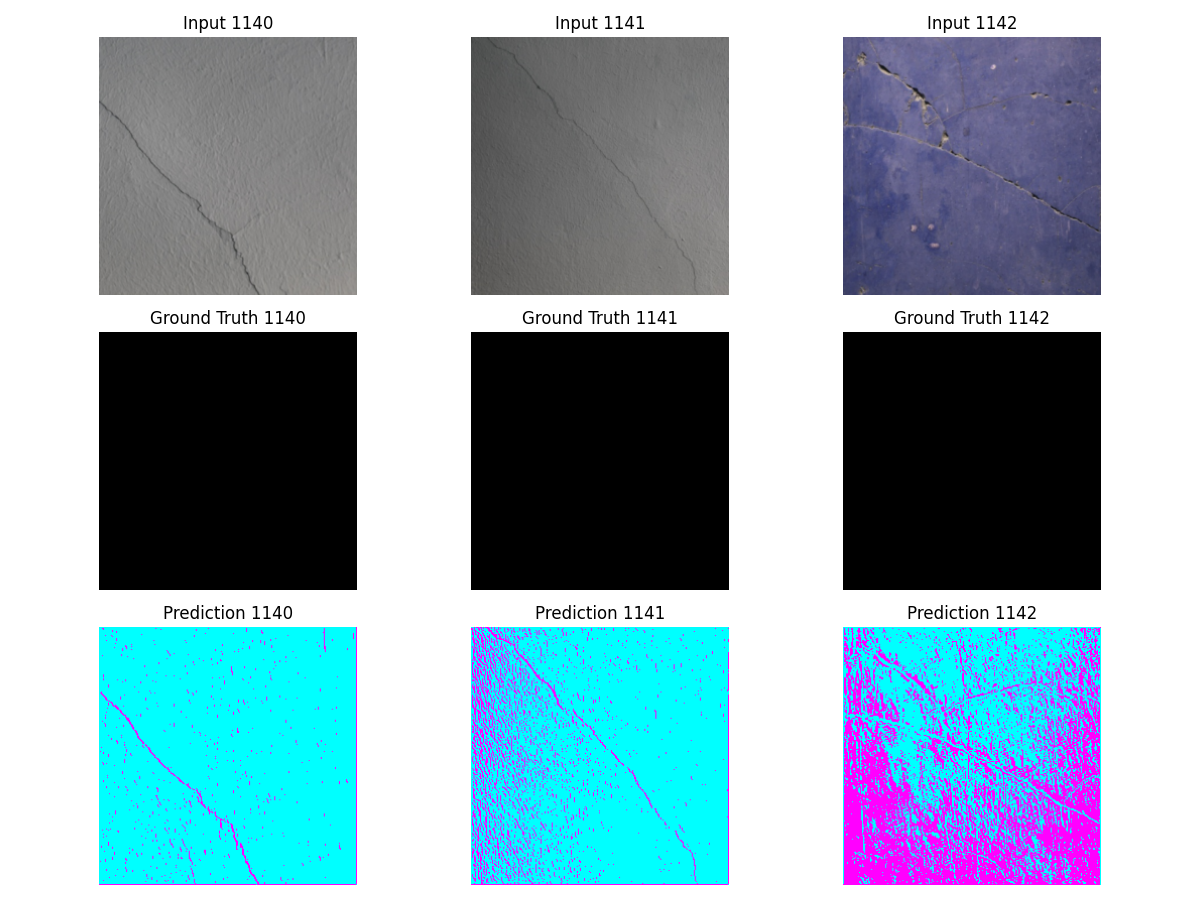 Input 1140
Input 1141
Input 1142
Ground Truth 1140
Ground Truth 1141
Ground Truth 1142
Prediction 1140
Prediction 1141
Prediction 1142